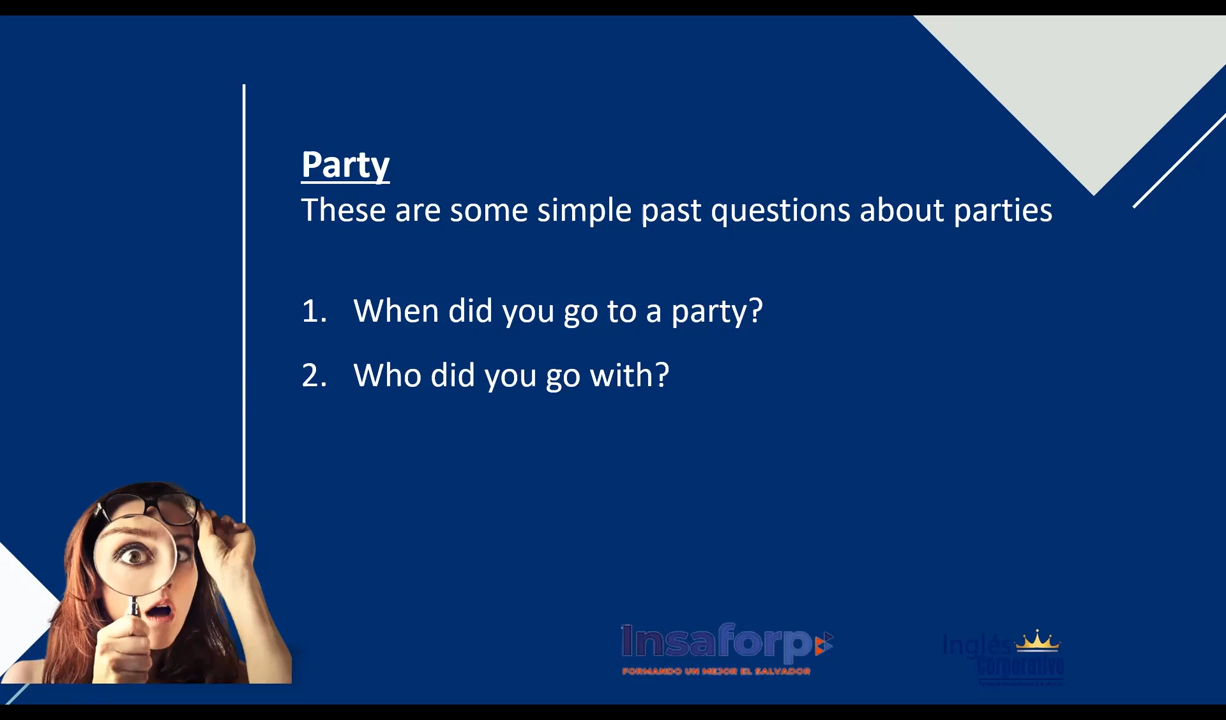 Party
These are some simple past questions about parties
1. When did you go to a party?
2. Who did you go with?
Insaforp
FORMANDO UN MEJOR EL SALVADOR
Inglés
Corporativo